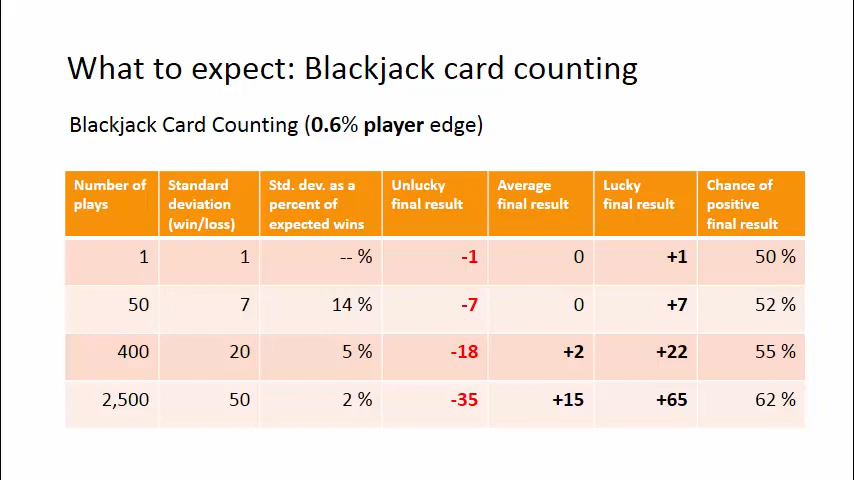 What to expect: Blackjack card counting
Blackjack Card Counting (0.6% player edge)
Number of plays Standard deviation (win/loss) Std. dev. as a percent of expected wins Unlucky final result Average final result Lucky final result Chance of positive final result
1 1 -- % -1 0 +1 50 %
50 7 14 % -7 0 +7 52 %
400 20 5 % -18 +2 +22 55 %
2,500 50 2 % -35 +15 +65 62 %